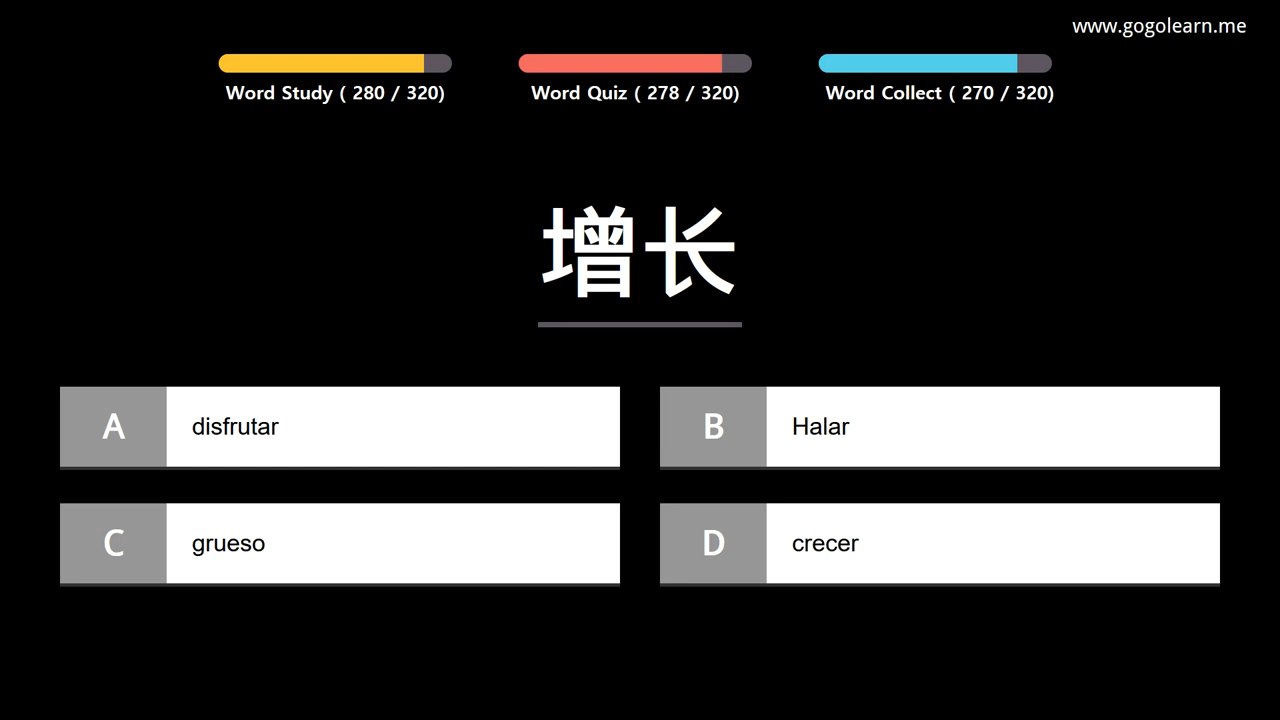 www.gogolearn.me
Word Study ( 280 / 320)
Word Quiz ( 278 / 320)
Word Collect ( 270 / 320)
增长
A disfrutar
B Halar
C grueso
D crecer